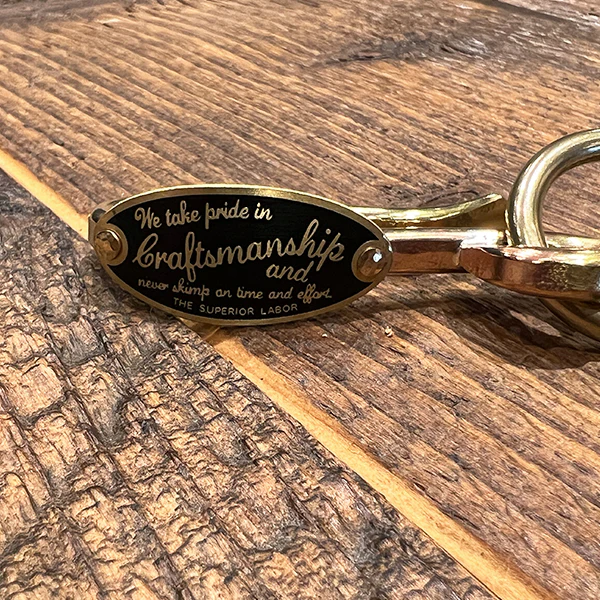 We take pride in
Craftsmanship
and
never skimp on time and effort.
THE SUPERIOR LABOR